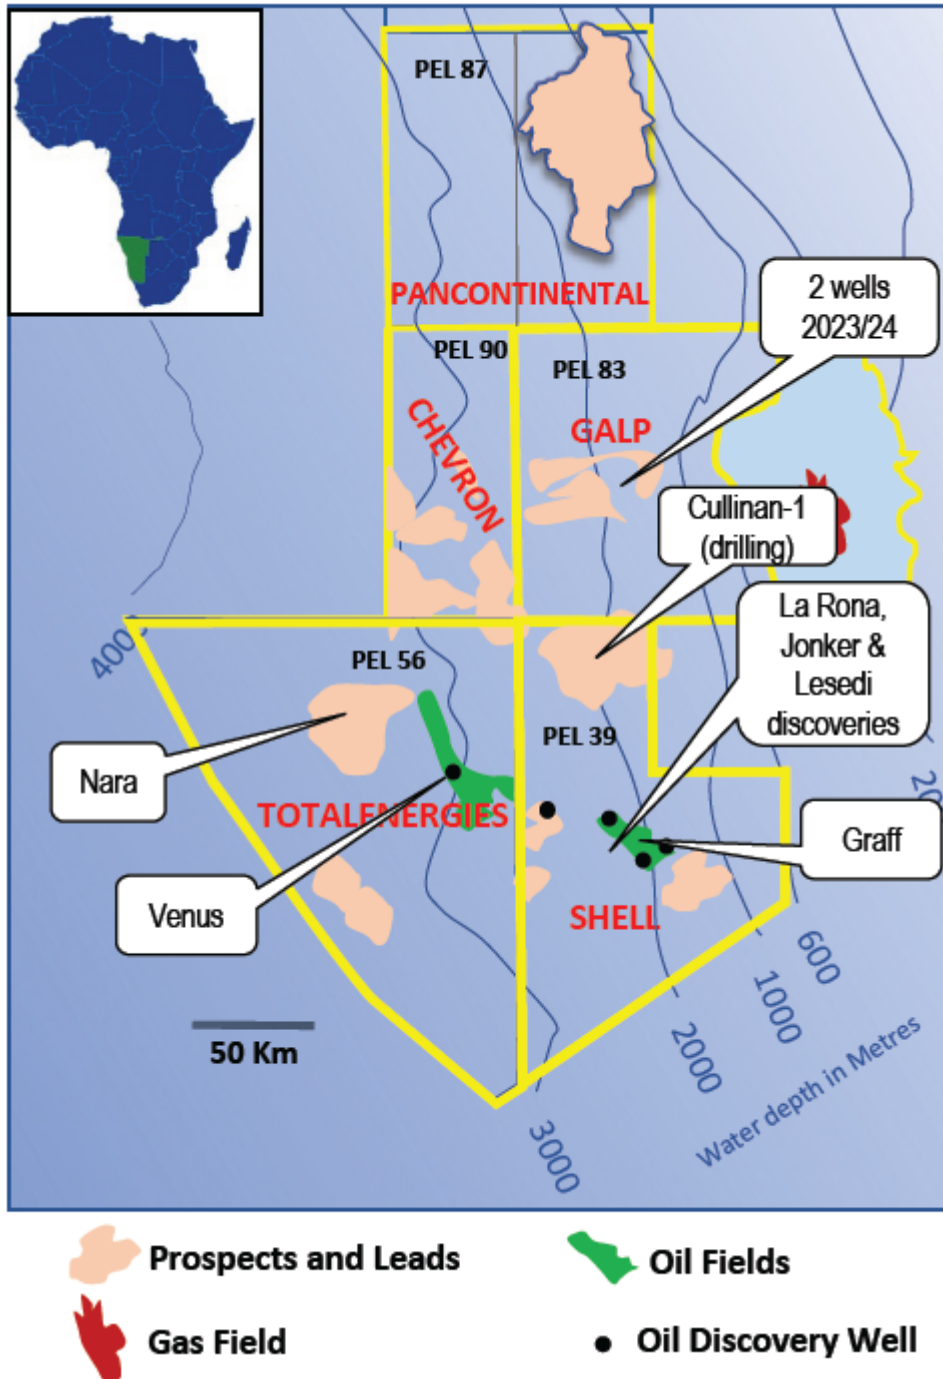 PEL 87
PANCONTINENTAL
2 wells
2023/24
PEL 90
PEL 83
CHEVRON
GALP
Cullinan-1
(drilling)
La Rona,
Jonker &
Lesedi
discoveries
PEL 56
PEL 39
Nara
TOTALENERGIES
Graff
Venus
SHELL
50 Km
600
1000
2000
3000
Water depth in Metres
Prospects and Leads
Oil Fields
Gas Field
Oil Discovery Well